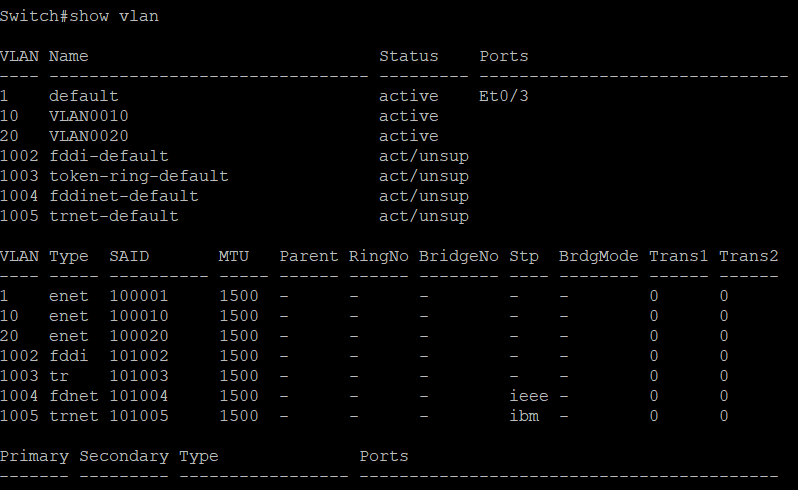 Switch#show vlan
VLAN Name                             Status    Ports
---- -------------------------------- --------- -------------------------------
1    default                          active    Et0/3
10   VLAN0010                         active
20   VLAN0020                         active
1002 fddi-default                     act/unsup
1003 token-ring-default               act/unsup
1004 fddinet-default                  act/unsup
1005 trnet-default                    act/unsup
VLAN Type  SAID       MTU   Parent RingNo BridgeNo Stp  BrdgMode Trans1 Trans2
---- ----- ---------- ----- ------ ------ -------- ---- -------- ------ ------
1    enet  100001     1500  -      -      -        -    -        0      0
10   enet  100010     1500  -      -      -        -    -        0      0
20   enet  100020     1500  -      -      -        -    -        0      0
1002 fddi  101002     1500  -      -      -        -    -        0      0
1003 tr    101003     1500  -      -      -        -    -        0      0
1004 fdnet 101004     1500  -      -      -        ieee -        0      0
1005 trnet 101005     1500  -      -      -        ibm  -        0      0
Primary Secondary Type              Ports
------- --------- ----------------- ------------------------------------------